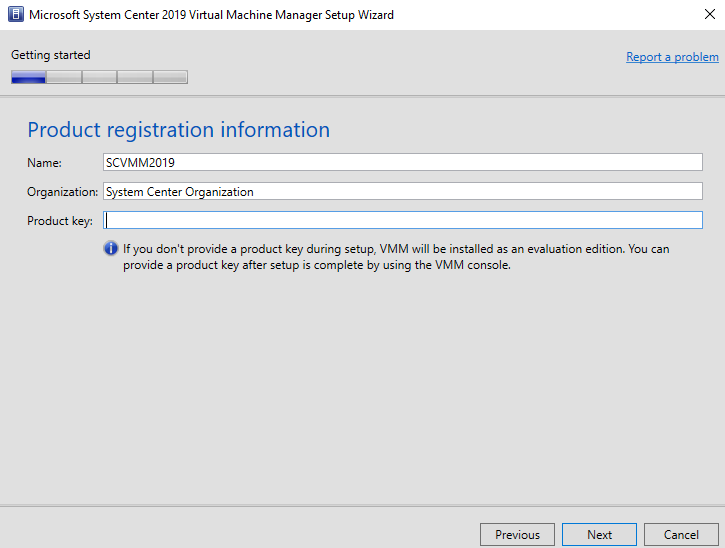 Microsoft System Center 2019 Virtual Machine Manager Setup Wizard
Getting started
Report a problem
Product registration information
Name: SCVMM2019
Organization: System Center Organization
Product key:
If you don't provide a product key during setup, VMM will be installed as an evaluation edition. You can
provide a product key after setup is complete by using the VMM console.
Previous Next Cancel